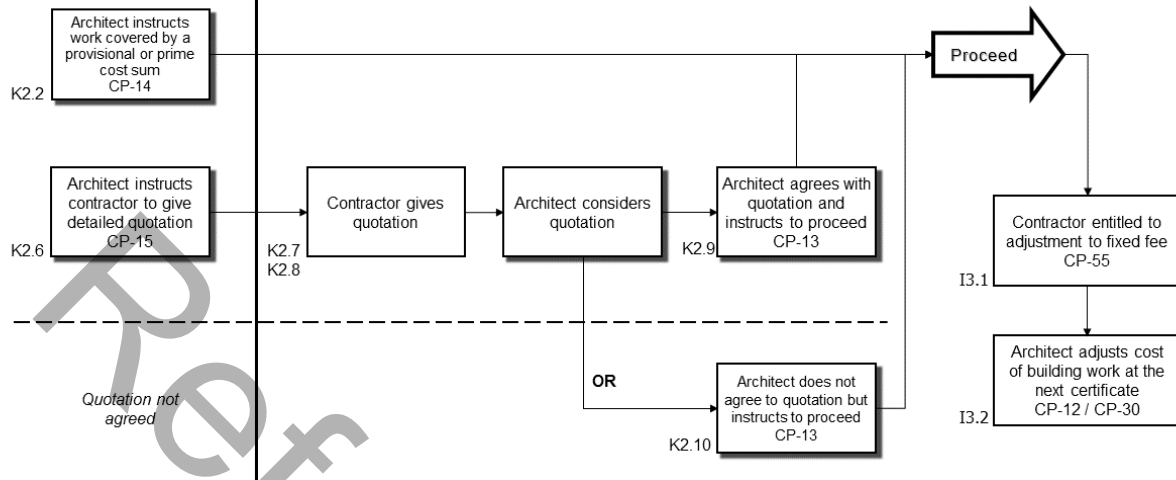 Architect instructs
work covered by a
provisional or prime
cost sum
CP-14
K2.2
Proceed
Architect instructs
contractor to give
detailed quotation
CP-15
K2.6
Contractor gives
quotation
K2.7
K2.8
Architect considers
quotation
Architect agrees with
quotation and
instructs to proceed
CP-13
K2.9
Contractor entitled to
adjustment to fixed fee
CP-55
I3.1
Architect adjusts cost
of building work at the
next certificate
CP-12 / CP-30
I3.2
Quotation not
agreed
OR
Architect does not
agree to quotation but
instructs to proceed
CP-13
K2.10
Ref